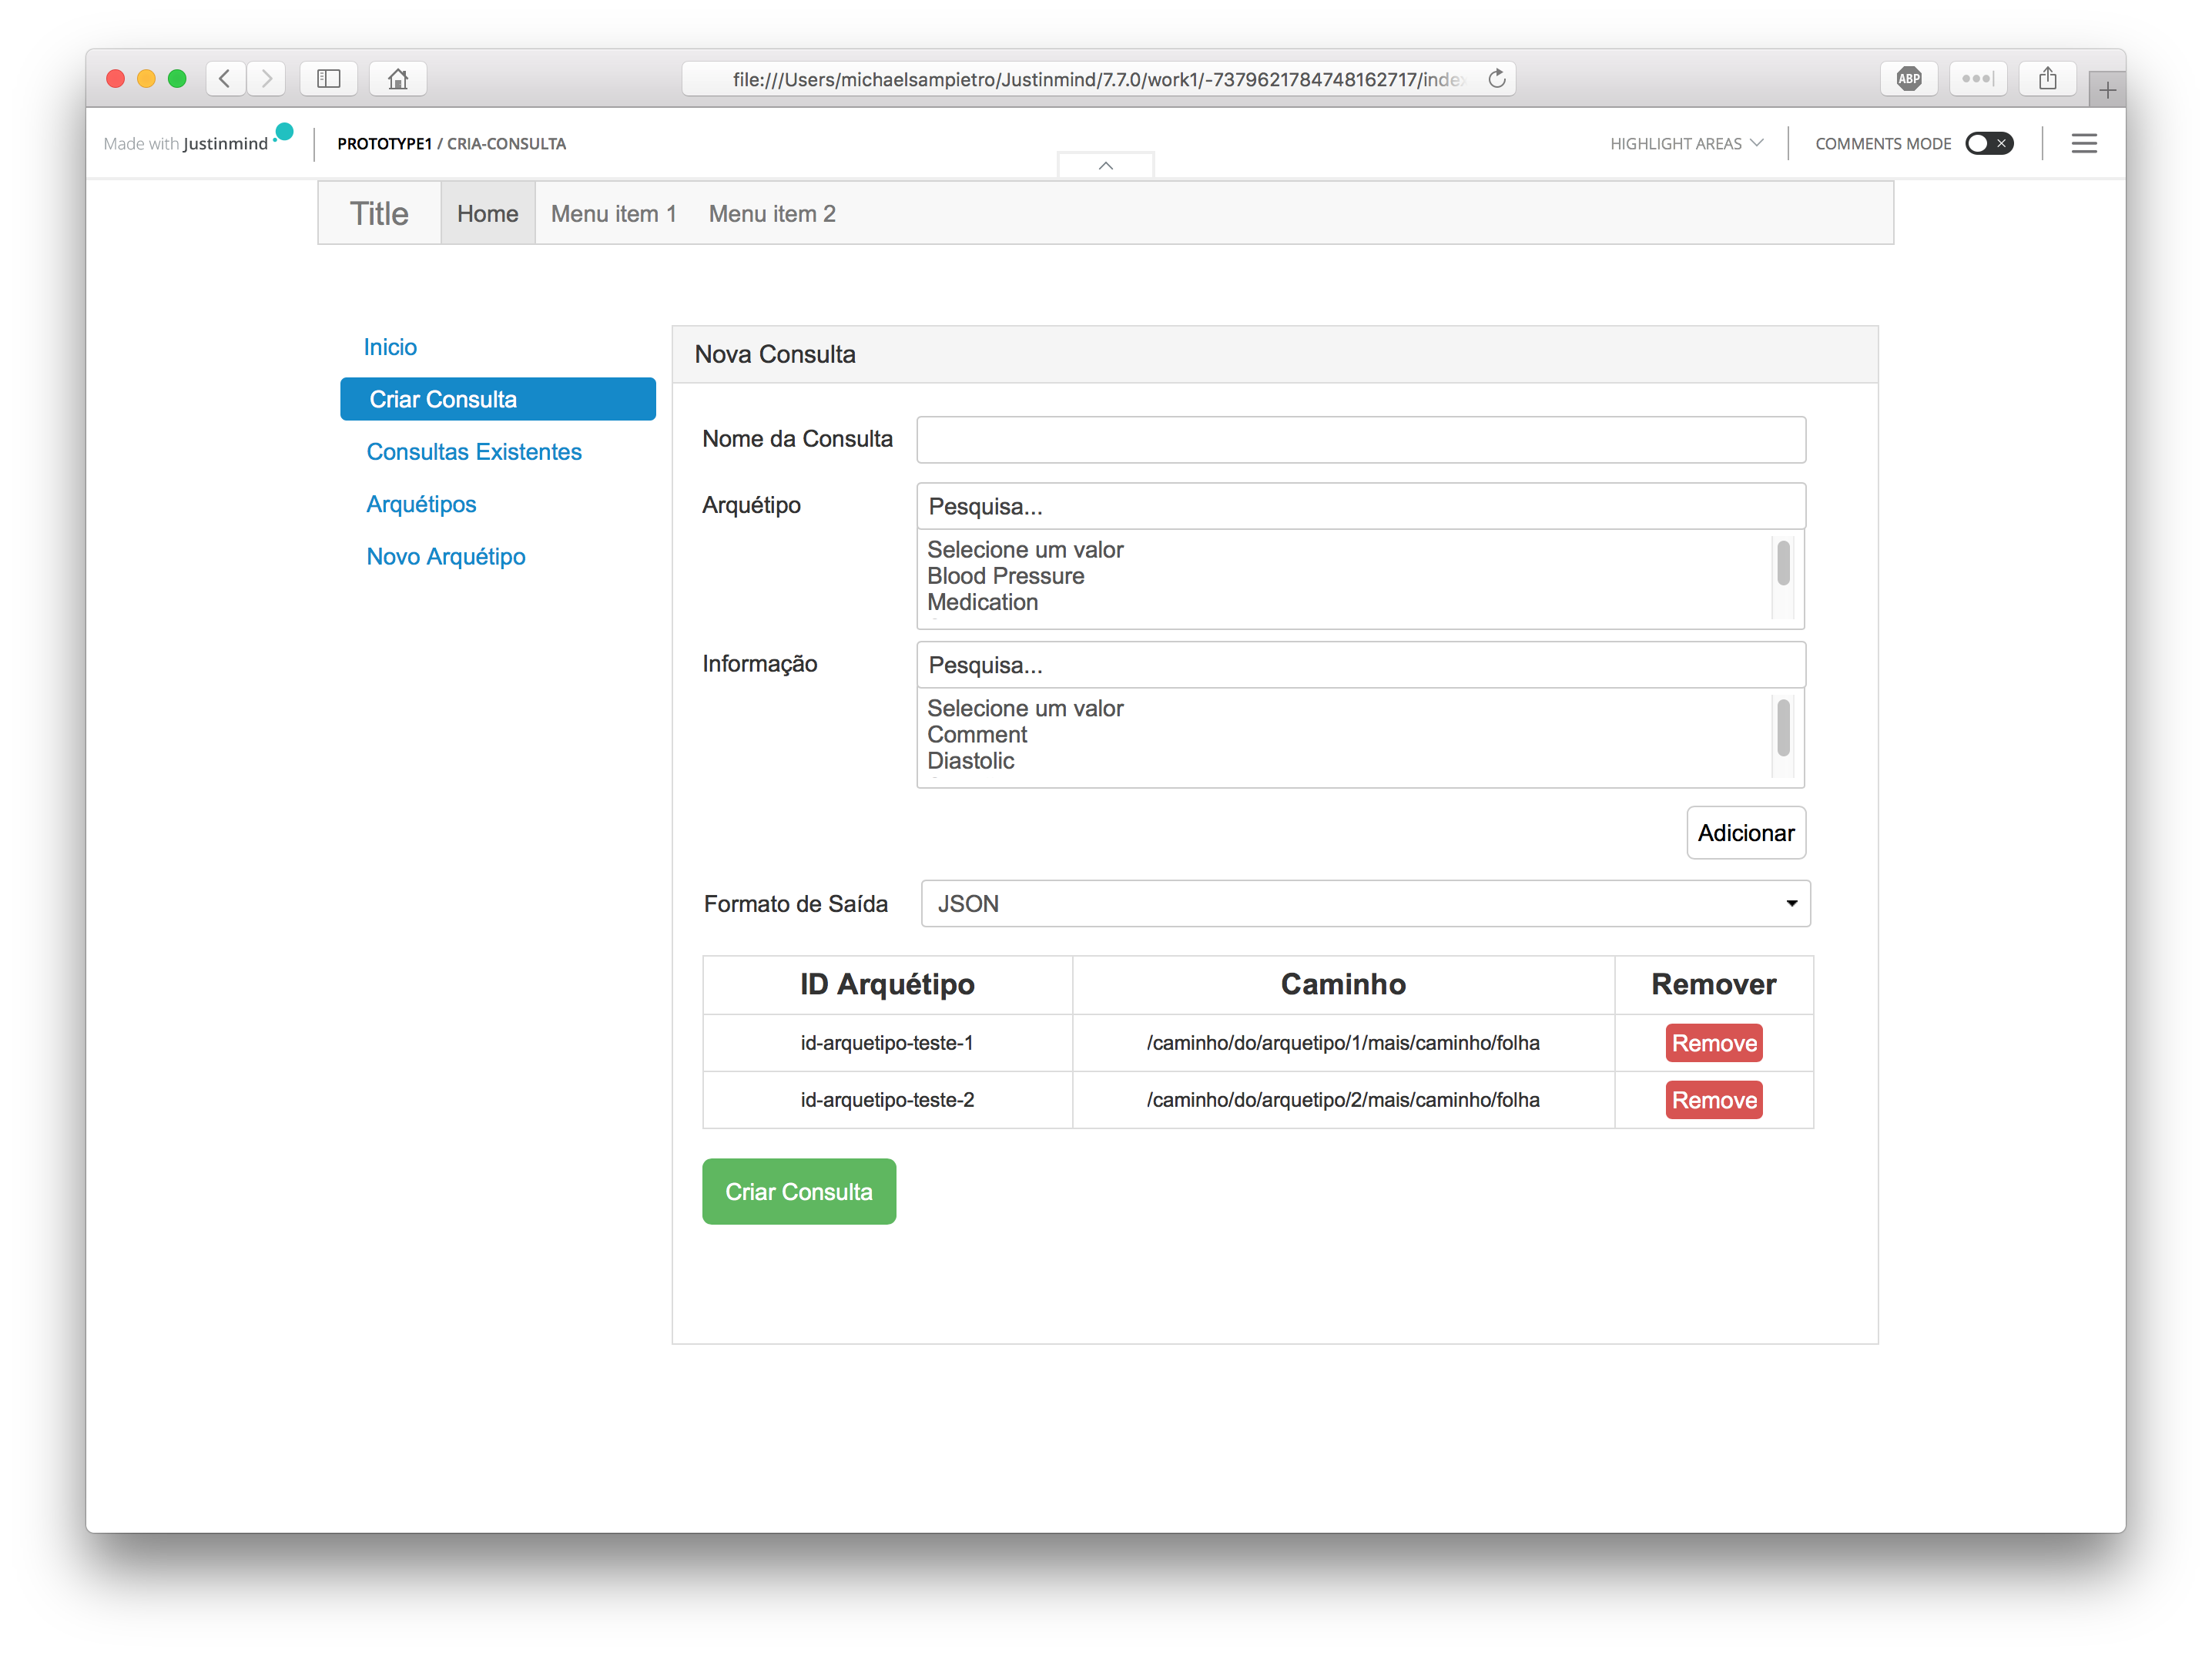 file:///Users/michaelsampietro/Justinmind/7.7.0/work1/-7379621784748162717/index
ABP
Made with Justinmind
PROTOTYPE1 / CRIA-CONSULTA
HIGHLIGHT AREAS
COMMENTS MODE
Title
Home
Menu item 1
Menu item 2
Inicio
Criar Consulta
Consultas Existentes
Arquétipos
Novo Arquétipo
Nova Consulta
Nome da Consulta
Arquétipo
Pesquisa...
Selecione um valor
Blood Pressure
Medication
Informação
Pesquisa...
Selecione um valor
Comment
Diastolic
Adicionar
Formato de Saída
JSON
ID Arquétipo Caminho Remover
id-arquetipo-teste-1 /caminho/do/arquetipo/1/mais/caminho/folha Remove
id-arquetipo-teste-2 /caminho/do/arquetipo/2/mais/caminho/folha Remove
Criar Consulta